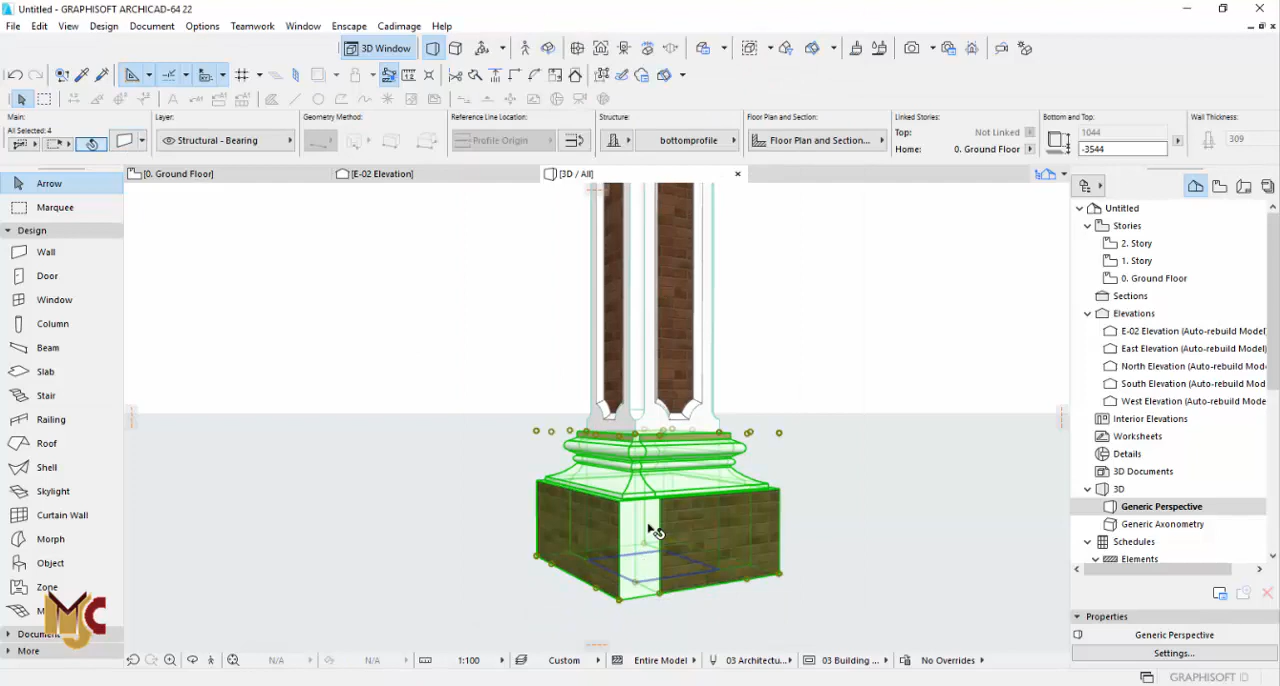 Untitled - GRAPHISOFT ARCHICAD-64 22
File Edit View Design Document Options Teamwork Window Enscape Cadimage Help
3D Window
Main:
All Selected: 4
Layer:
Structural - Bearing
Geometry Method:
Reference Line Location:
Profile Origin
Structure:
bottomprofile
Floor Plan and Section:
Floor Plan and Section...
Linked Stories:
Top: Not Linked
Home: 0. Ground Floor
Bottom and Top:
1044
-3544
Wall Thickness:
309
[0. Ground Floor]
[E-02 Elevation]
[3D / All]
Arrow
Marquee
Design
Wall
Door
Window
Column
Beam
Slab
Stair
Railing
Roof
Shell
Skylight
Curtain Wall
Morph
Object
Zone
M
MJC
Docume
More
Untitled
Stories
2. Story
1. Story
0. Ground Floor
Sections
Elevations
E-02 Elevation (Auto-rebuild Model)
East Elevation (Auto-rebuild Model)
North Elevation (Auto-rebuild Model)
South Elevation (Auto-rebuild Model)
West Elevation (Auto-rebuild Mode
Interior Elevations
Worksheets
Details
3D Documents
3D
Generic Perspective
Generic Axonometry
Schedules
Elements
Properties
Generic Perspective
Settings...
N/A N/A 1:100 Custom Entire Model 03 Architectu... 03 Building ... No Overrides
GRAPHISOFT ID